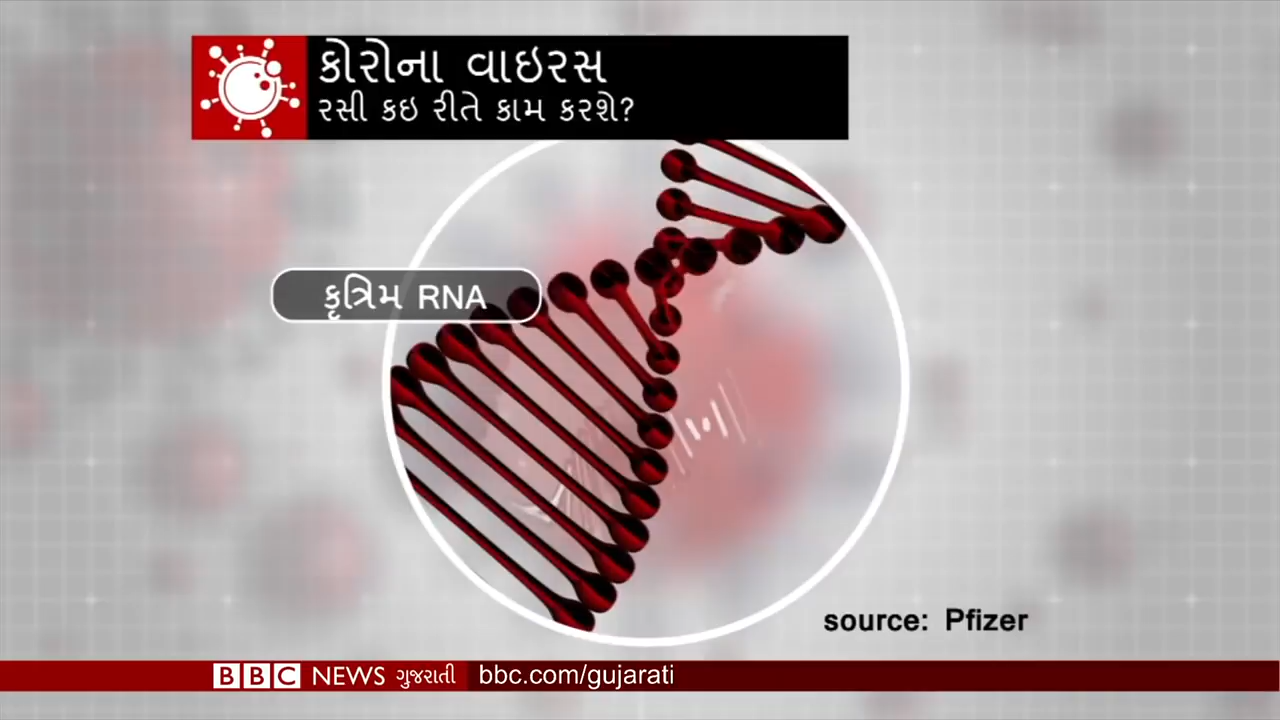 કોરોના વાઇરસ
રસી કઇ રીતે કામ કરશે?
કૃત્રિમ RNA
source: Pfizer
BBC NEWS ગુજરાતી bbc.com/gujarati